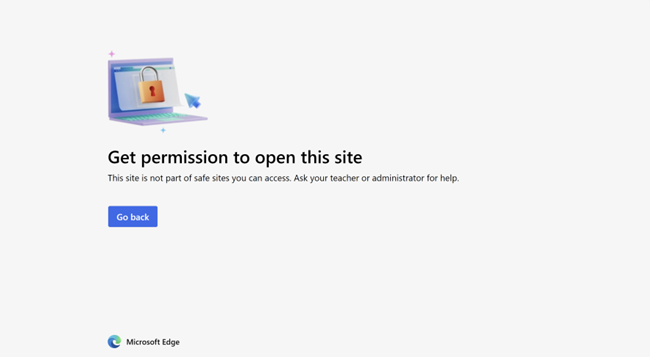 Get permission to open this site
This site is not part of safe sites you can access. Ask your teacher or administrator for help.
Go back
Microsoft Edge